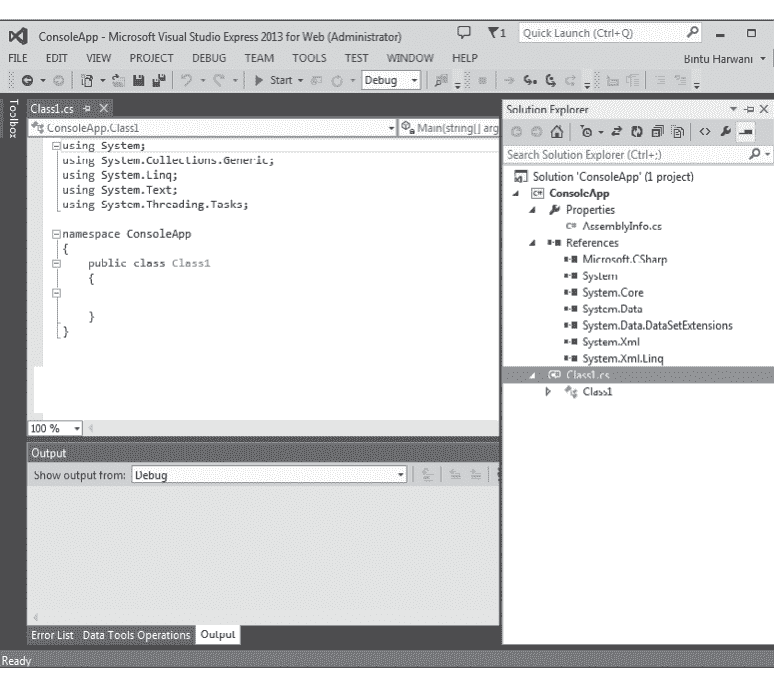 ConsoleApp - Microsoft Visual Studio Express 2013 for Web (Administrator)
1
Quick Launch (Ctrl+Q)
FILE EDIT VIEW PROJECT DEBUG TEAM TOOLS TEST WINDOW HELP
Bintu Harwani
Start
Debug
Toolbox
Class1.cs
ConsoleApp.Class1
Main(string[] arg
using System;
using System.Collections.Generic;
using System.Linq;
using System.Text;
using System.Threading.Tasks;
namespace ConsoleApp
{
public class Class1
{
}
}
100 %
Output
Show output from: Debug
Error List Data Tools Operations Output
Ready
Solution Explorer
Search Solution Explorer (Ctrl+;)
Solution 'ConsoleApp' (1 project)
C# ConsoleApp
Properties
C# AssemblyInfo.cs
References
Microsoft.CSharp
System
System.Core
System.Data
System.Data.DataSetExtensions
System.Xml
System.Xml.Linq
Class1.cs
Class1